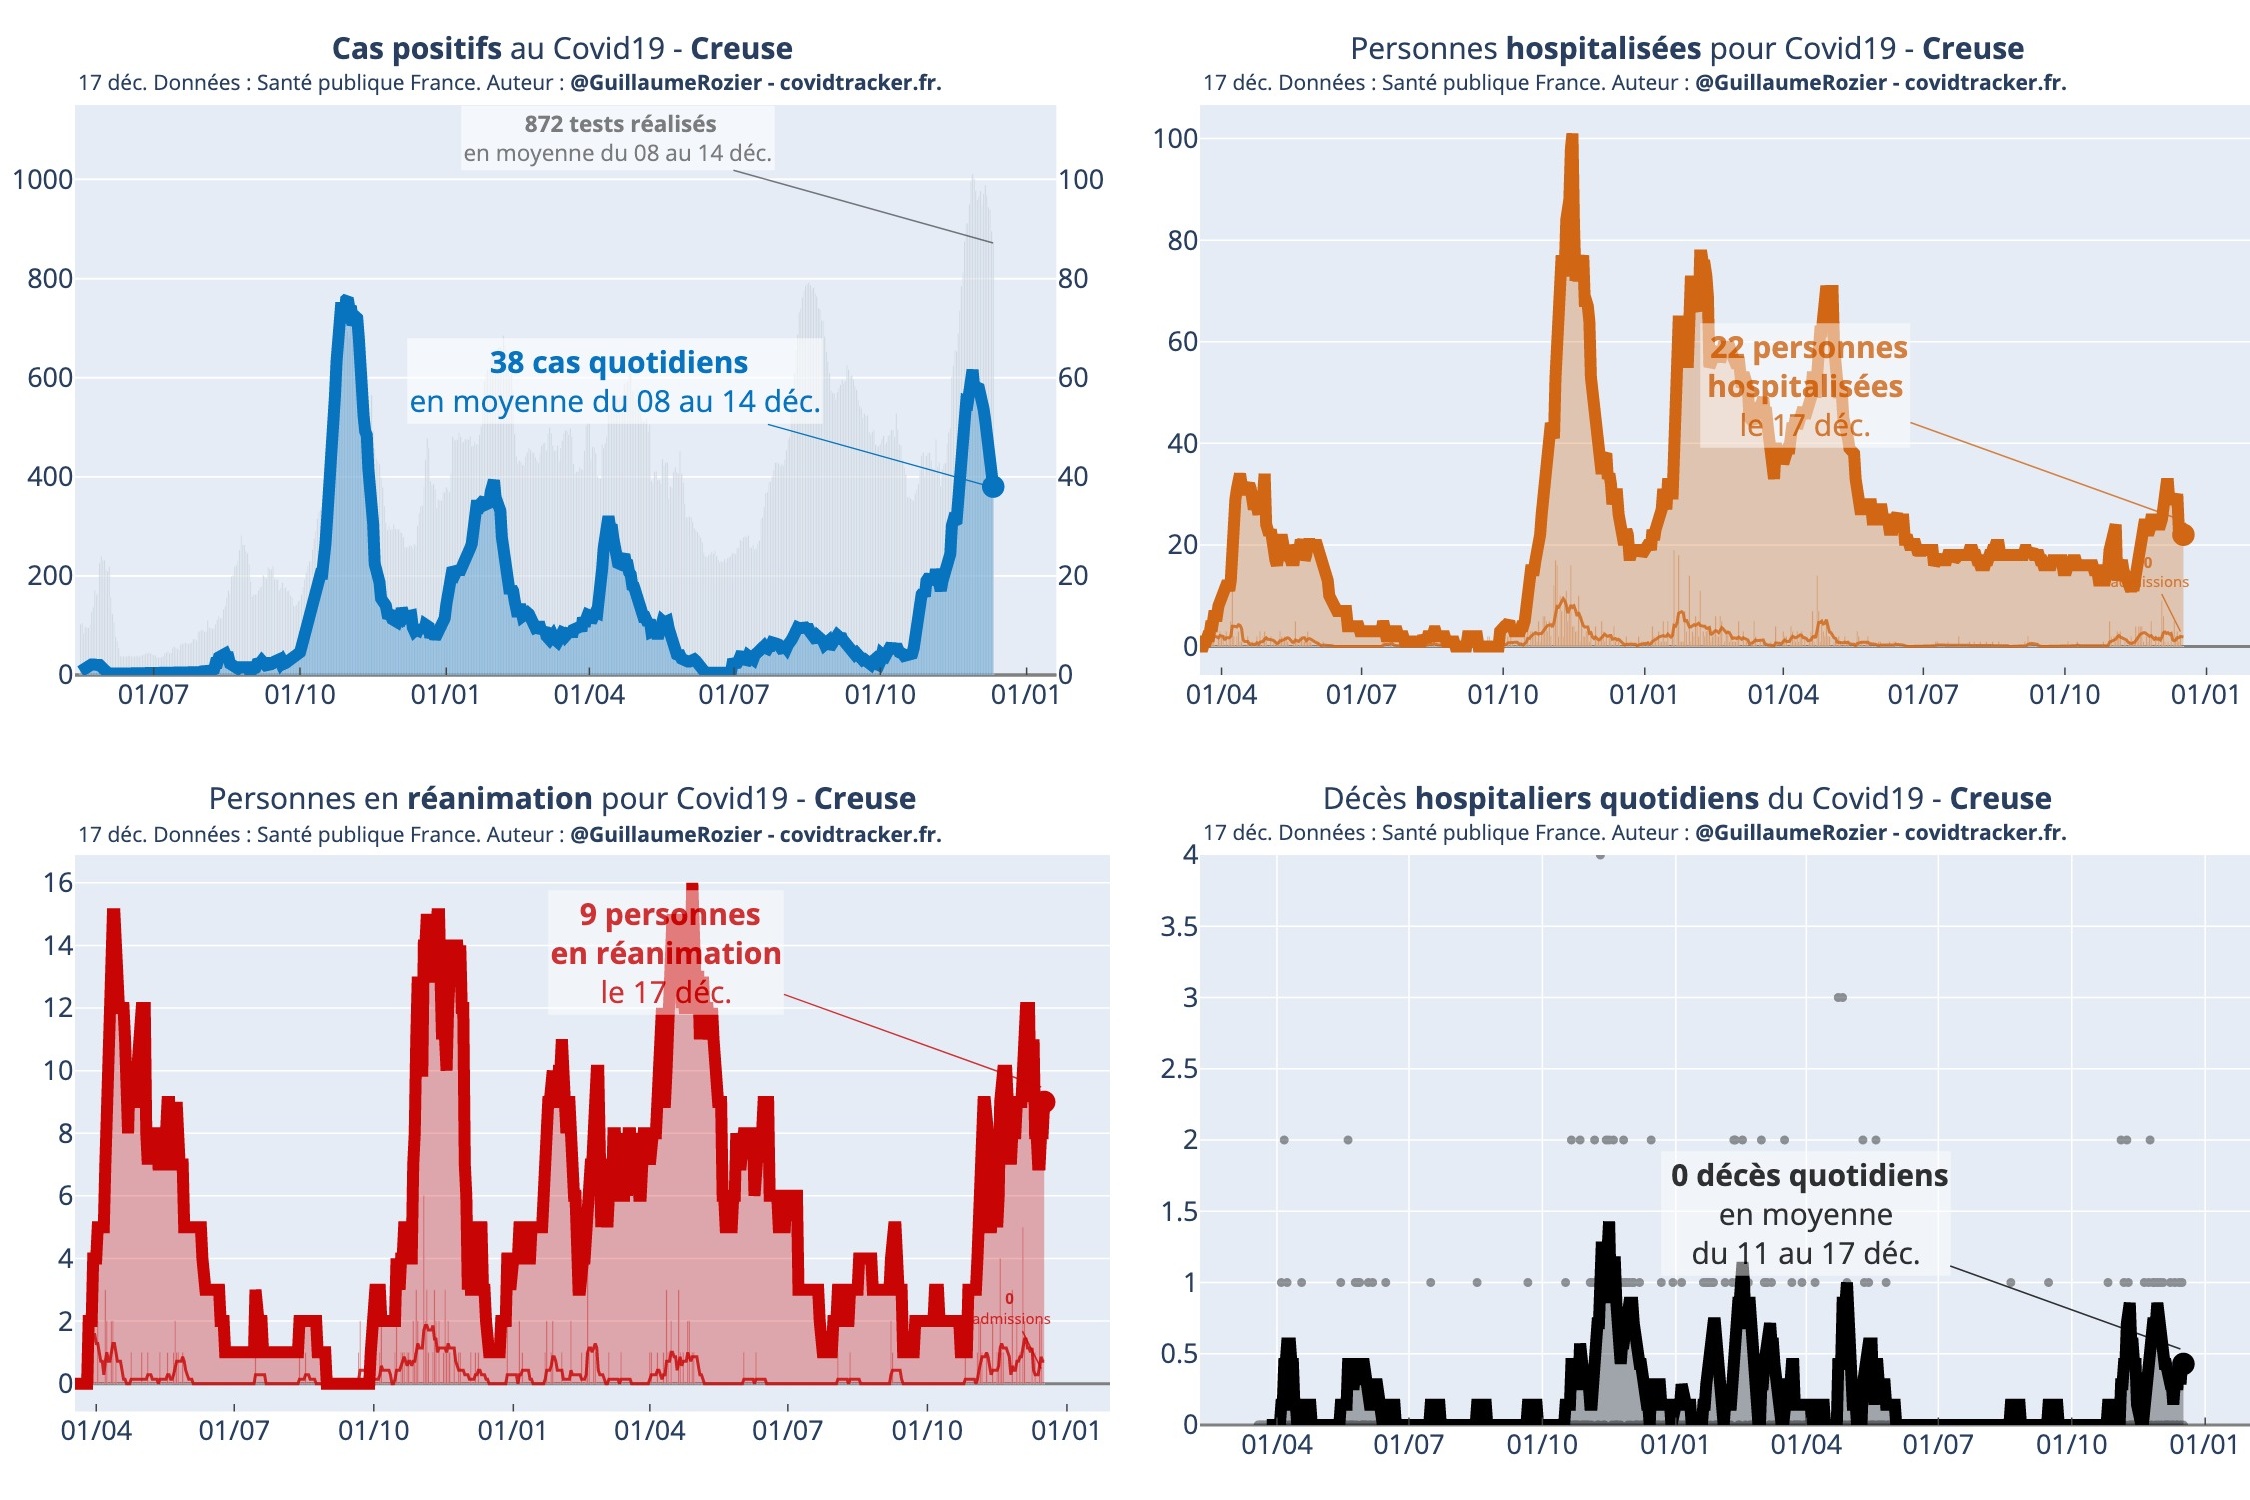 Cas positifs au Covid19 - Creuse
17 déc. Données : Santé publique France. Auteur : @GuillaumeRozier - covidtracker.fr.
872 tests réalisés
en moyenne du 08 au 14 déc.
38 cas quotidiens
en moyenne du 08 au 14 déc.
1000
800
600
400
200
0
100
80
60
40
20
0
01/07 01/10 01/01 01/04 01/07 01/10 01/01
Personnes hospitalisées pour Covid19 - Creuse
17 déc. Données : Santé publique France. Auteur : @GuillaumeRozier - covidtracker.fr.
100
80
60
40
20
0
22 personnes
hospitalisées
le 17 déc.
0
admissions
01/04 01/07 01/10 01/01 01/04 01/07 01/10 01/01
Personnes en réanimation pour Covid19 - Creuse
17 déc. Données : Santé publique France. Auteur : @GuillaumeRozier - covidtracker.fr.
16
14
12
10
8
6
4
2
0
9 personnes
en réanimation
le 17 déc.
0
admissions
01/04 01/07 01/10 01/01 01/04 01/07 01/10 01/01
Décès hospitaliers quotidiens du Covid19 - Creuse
17 déc. Données : Santé publique France. Auteur : @GuillaumeRozier - covidtracker.fr.
4
3.5
3
2.5
2
1.5
1
0.5
0
0 décès quotidiens
en moyenne
du 11 au 17 déc.
01/04 01/07 01/10 01/01 01/04 01/07 01/10 01/01